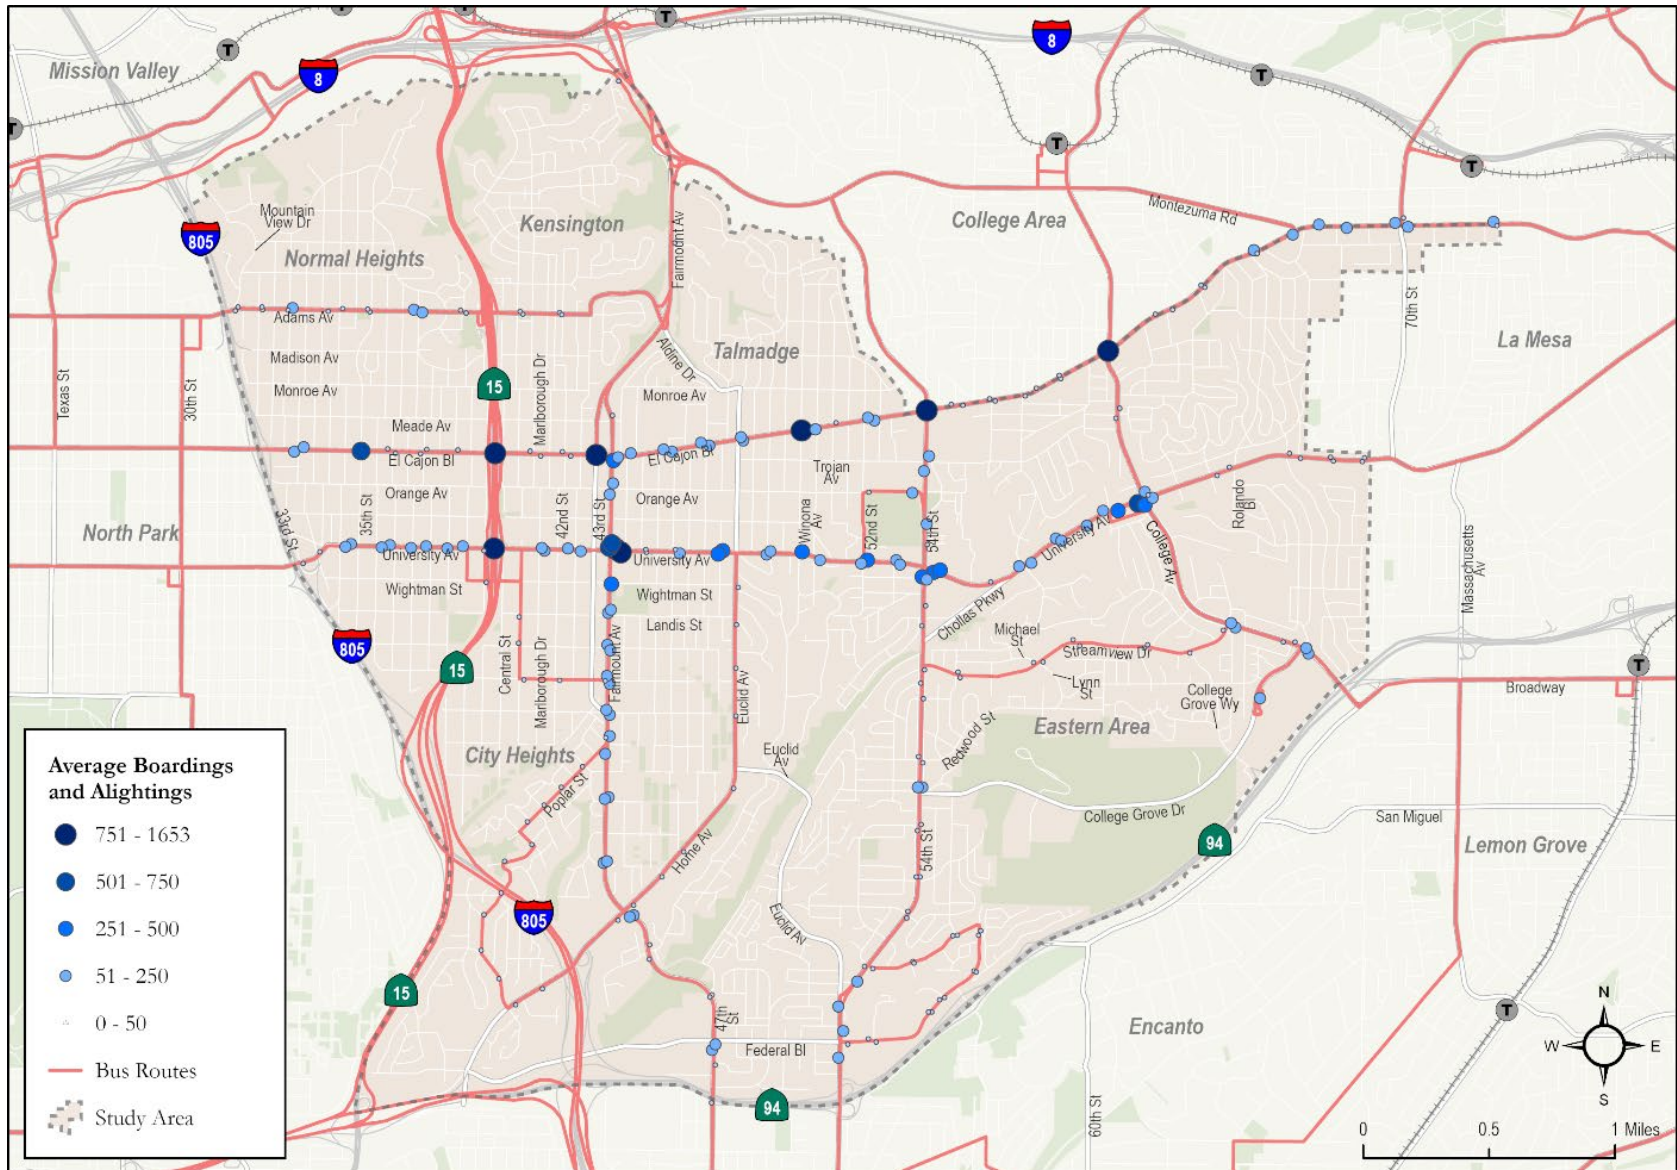 Mission Valley
8
8
805
Mountain
View Dr
Normal Heights
Kensington
Fairmount Av
College Area
Montezuma Rd
70th St
La Mesa
Adams Av
Madison Av
Monroe Av
Texas St
30th St
15
Marlborough Dr
Aldine Dr
Talmadge
Monroe Av
Meade Av
El Cajon Bl
El Cajon Bl
Trojan
Av
Orange Av
Orange Av
North Park
33rd St
35th St
42nd St
43rd St
Winona
Av
52nd St
54th St
University Av
Rolando
Bl
University Av
University Av
College Av
Massachusetts
Av
Wightman St
Wightman St
Landis St
Chollas Pkwy
Michael
St
Streamview Dr
Lynn
St
805
15
Central St
Marlborough Dr
Fairmount Av
Euclid Av
College
Grove Wy
Broadway
Eastern Area
Redwood St
City Heights
Euclid
Av
Poplar St
College Grove Dr
San Miguel
94
Lemon Grove
Home Av
54th St
805
Euclid Av
15
47th
St
Federal Bl
Encanto
94
60th St
Average Boardings
and Alightings
751 - 1653
501 - 750
251 - 500
51 - 250
0 - 50
Bus Routes
Study Area
T
T
T
T
T
T
T
T
T
T
N
W
E
S
0
0.5
1 Miles